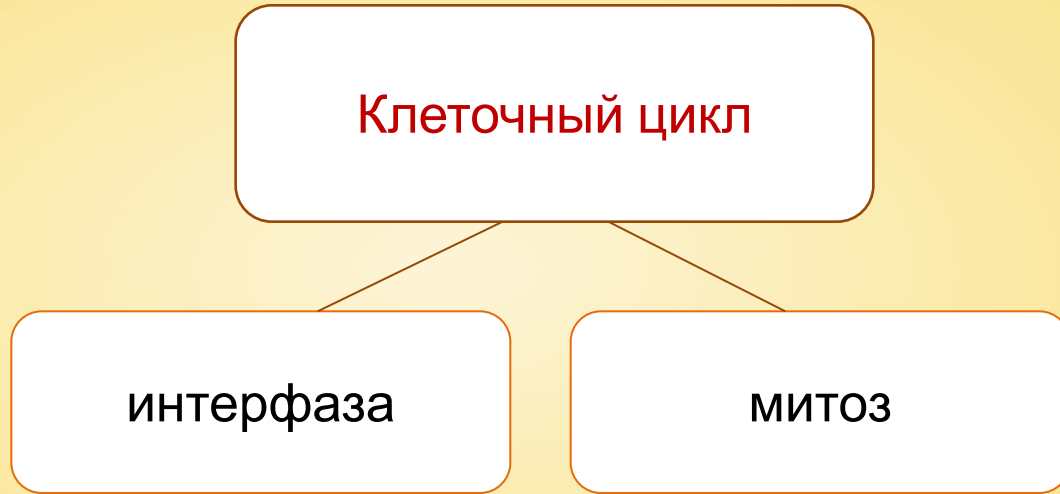 Клеточный цикл
интерфаза
митоз